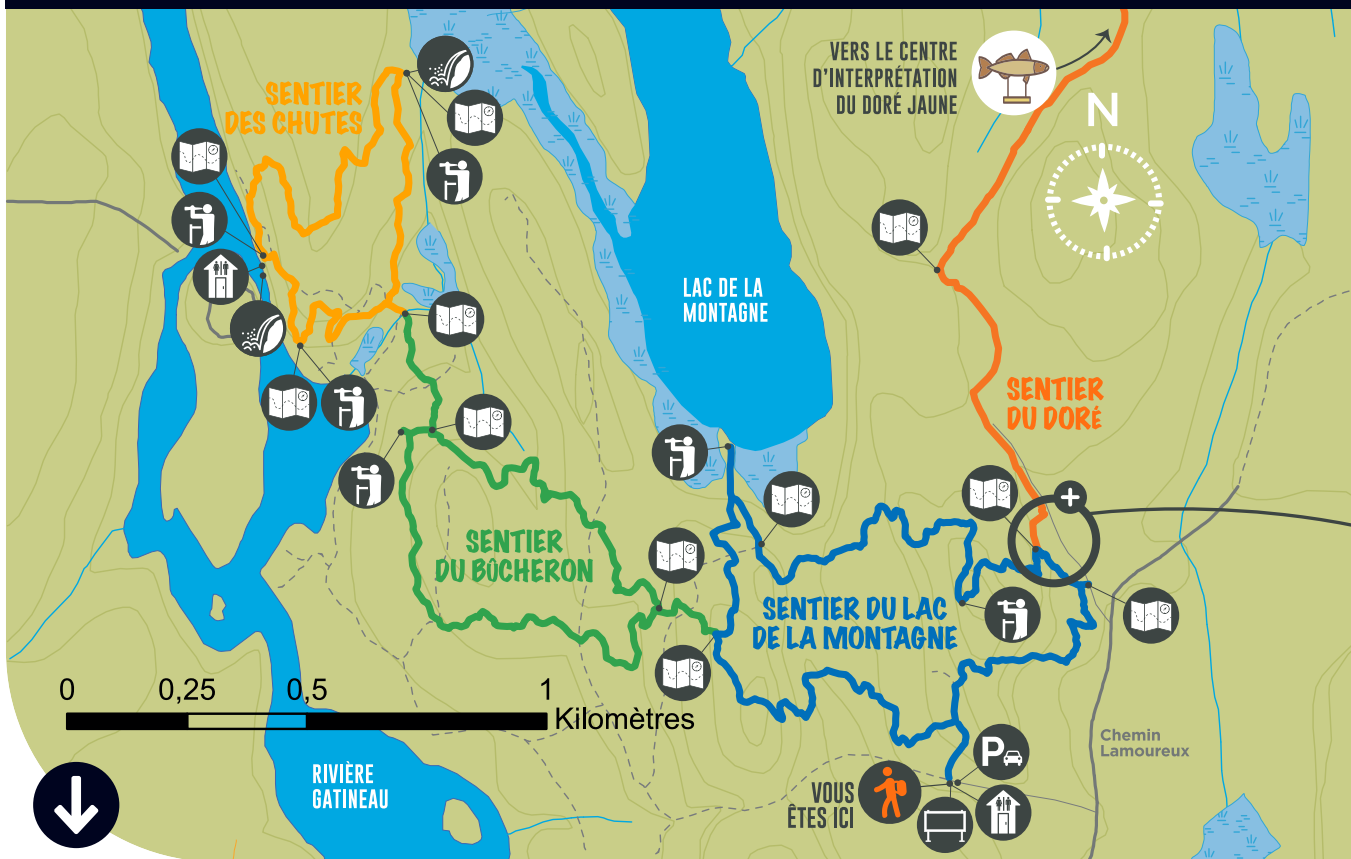 SENTIER
DES CHUTES
VERS LE CENTRE
D'INTERPRÉTATION
DU DORÉ JAUNE
N
LAC DE LA
MONTAGNE
SENTIER
DU DORÉ
+
SENTIER
DU BÛCHERON
SENTIER DU LAC
DE LA MONTAGNE
0 0,25 0,5 1
Kilomètres
Chemin
Lamoureux
P
RIVIÈRE
GATINEAU
VOUS
ÊTES ICI